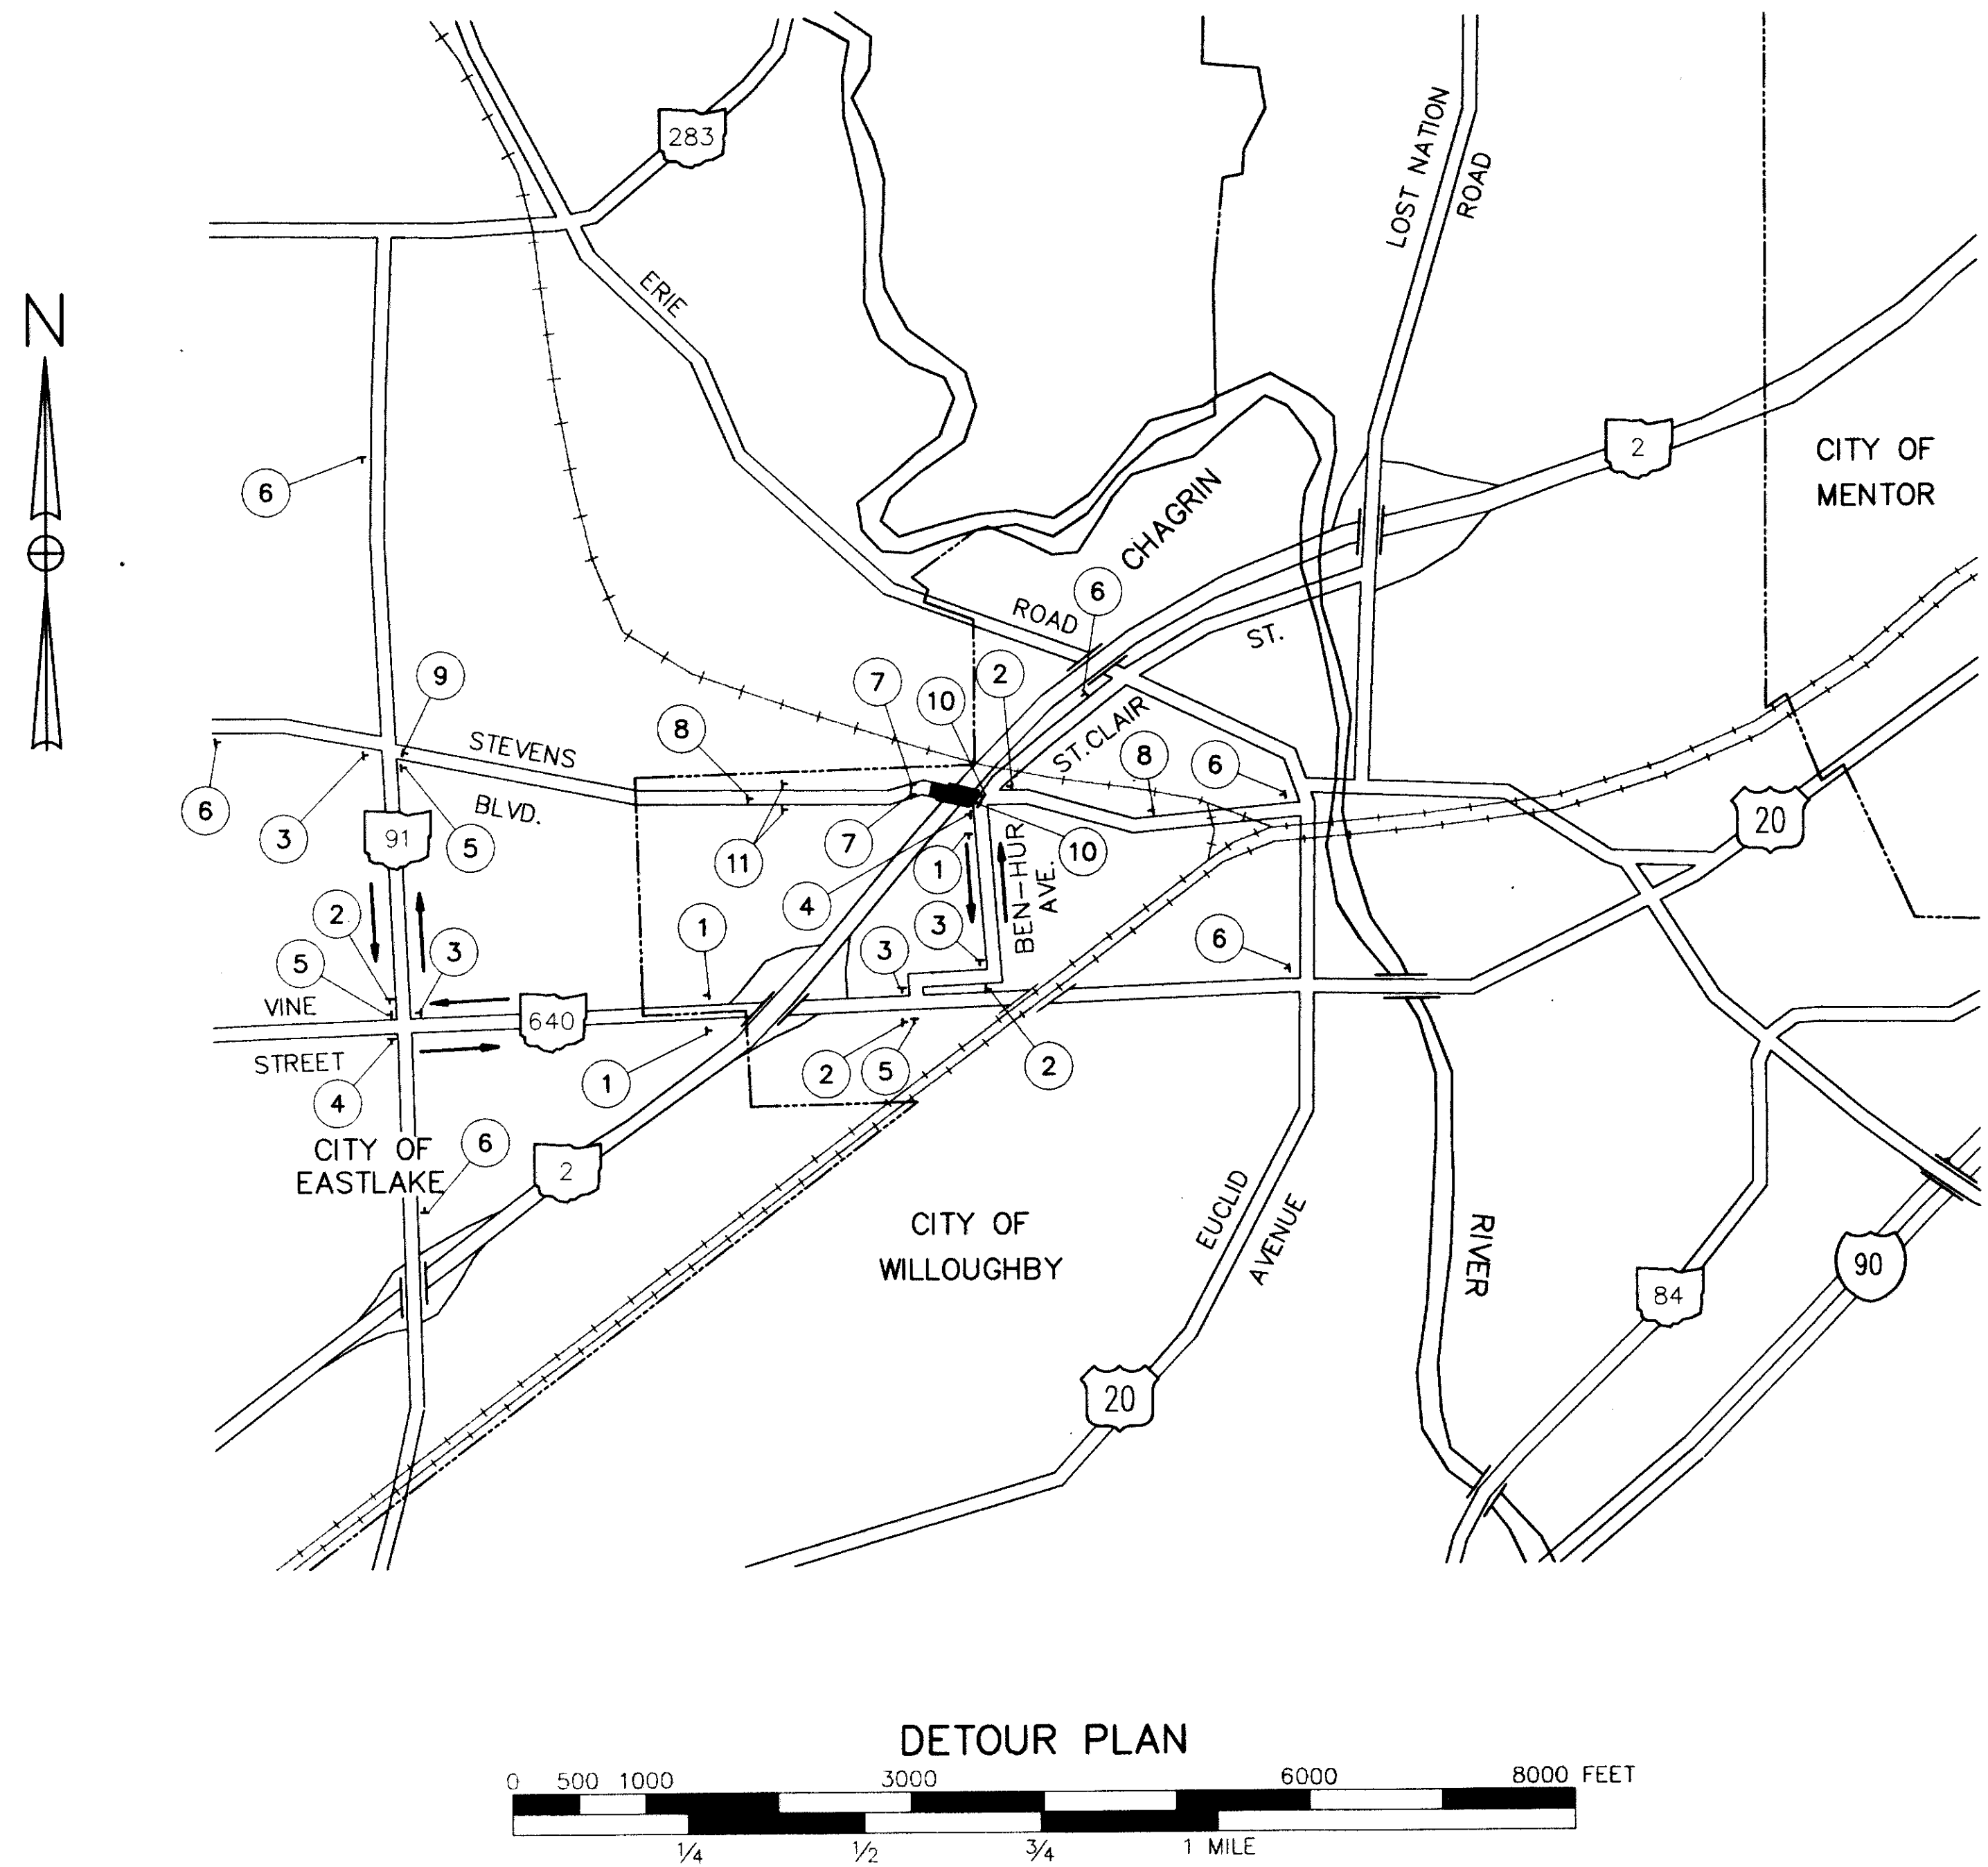 283
LOST NATION
ROAD
N
ERIE
2
CITY OF
MENTOR
6
CHAGRIN
6
ROAD
ST.
9
7
2
10
8
STEVENS
ST.CLAIR
8
6
6
BLVD.
20
3
91
5
11
7
1
10
BEN-HUR
AVE.
4
2
1
3
3
6
5
3
VINE
640
STREET
1
2
5
2
4
CITY OF
EASTLAKE
6
2
EUCLID
AVENUE
CITY OF
WILLOUGHBY
RIVER
90
84
20
DETOUR PLAN
0 500 1000 3000 6000 8000 FEET
1/4 1/2 3/4 1 MILE